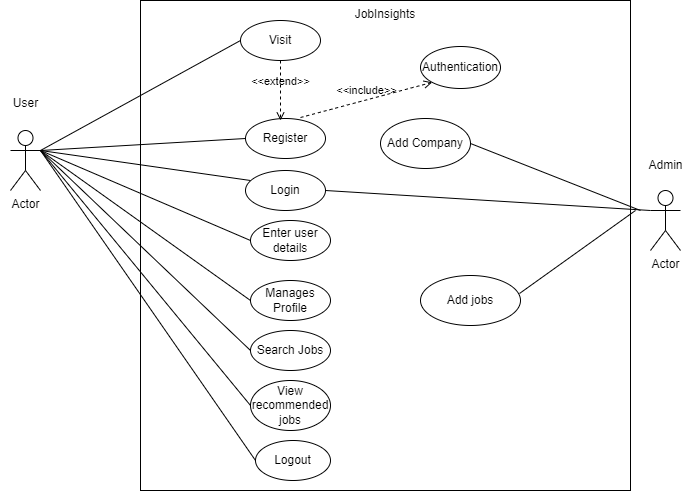 JobInsights
Visit
<<extend>>
Authentication
<<include>>
User
Register
Add Company
Admin
Login
Actor
Enter user
details
Actor
Manages
Profile
Add jobs
Search Jobs
View
recommended
jobs
Logout